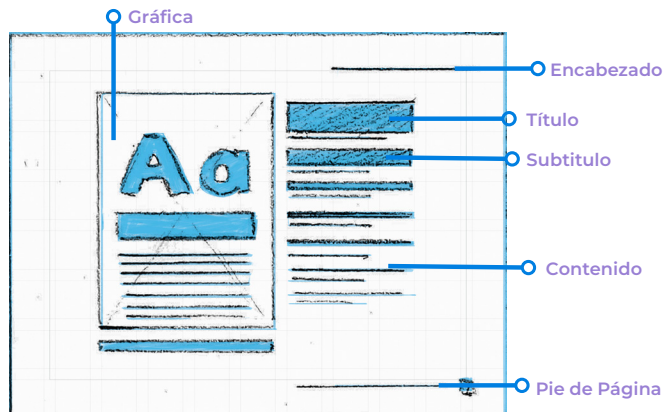 Gráfica
Encabezado
Título
Subtitulo
Aa
Contenido
Pie de Página